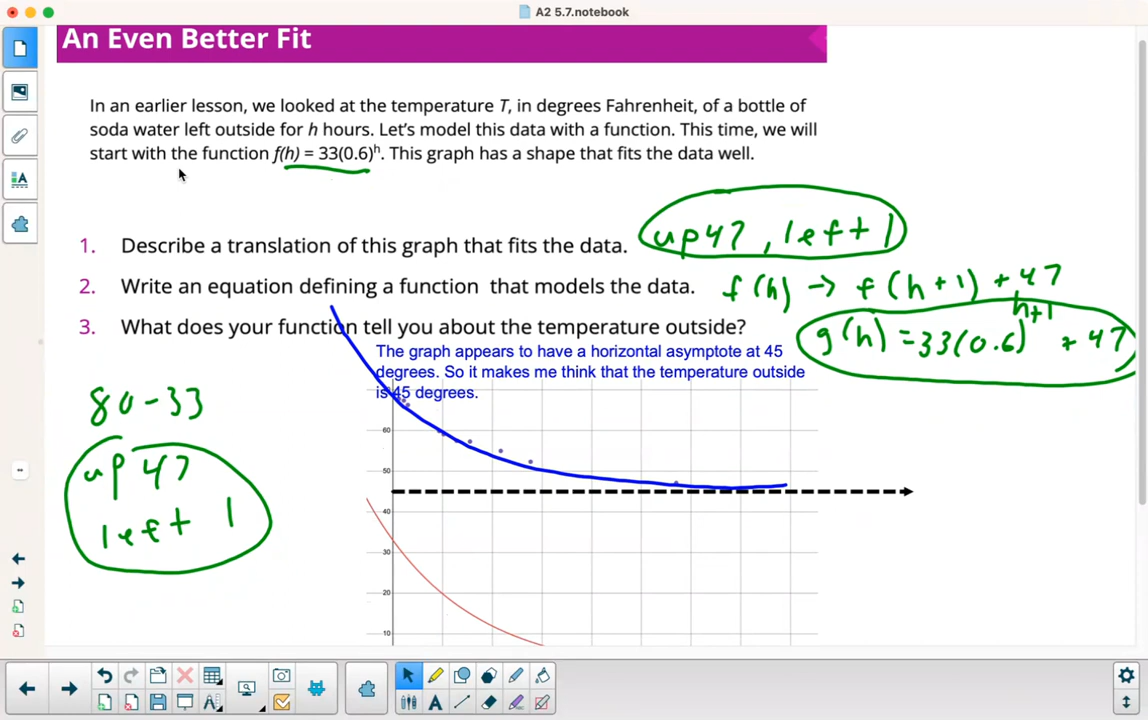 A2 5.7.notebook
An Even Better Fit
In an earlier lesson, we looked at the temperature T, in degrees Fahrenheit, of a bottle of
soda water left outside for h hours. Let's model this data with a function. This time, we will
start with the function f(h) = 33(0.6)ʰ. This graph has a shape that fits the data well.
up 47, left 1
1. Describe a translation of this graph that fits the data.
2. Write an equation defining a function that models the data.
f(h) → f(h+1) + 47
3. What does your function tell you about the temperature outside?
g(h) = 33(0.6)ʰ⁺¹ + 47
The graph appears to have a horizontal asymptote at 45
degrees. So it makes me think that the temperature outside
is 45 degrees.
80-33
up 47
left 1
60
50
40
30
20
10